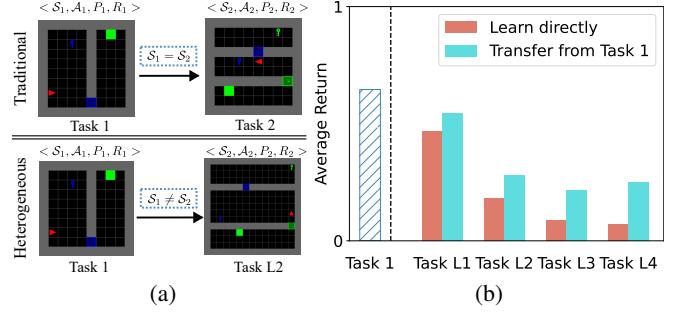 < S₁, A₁, P₁, R₁ >
< S₂, A₂, P₂, R₂ >
Traditional
S₁ = S₂
Task 1
Task 2
< S₁, A₁, P₁, R₁ >
< S₂, A₂, P₂, R₂ >
Heterogeneous
S₁ ≠ S₂
Task 1
Task L2
(a)
1
Average Return
0
Learn directly
Transfer from Task 1
Task 1
Task L1
Task L2
Task L3
Task L4
(b)